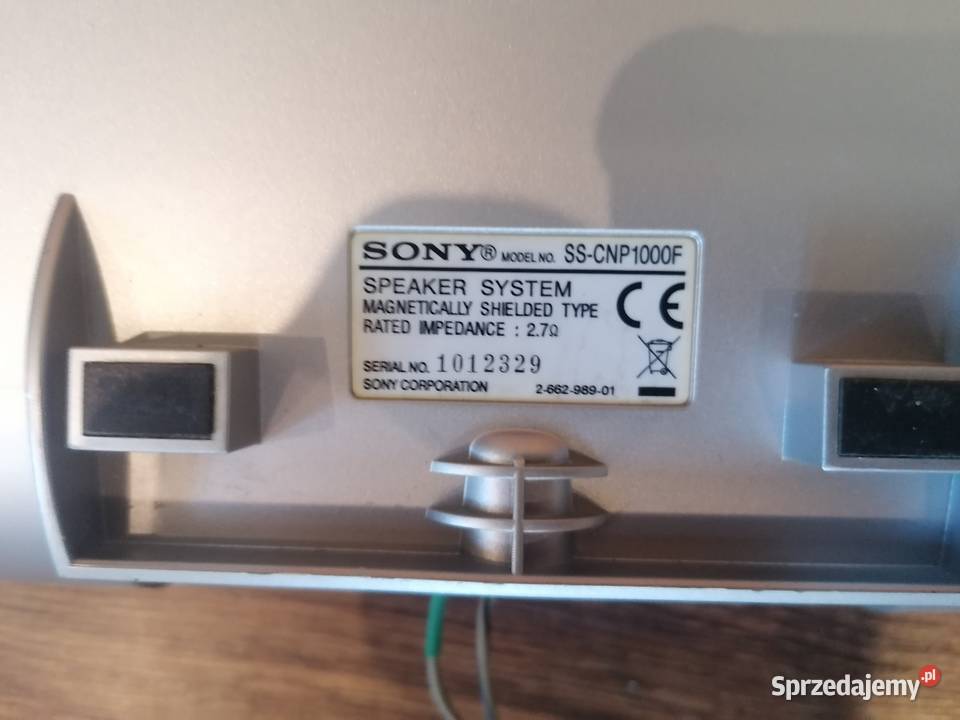 SONY® MODEL NO. SS-CNP1000F
SPEAKER SYSTEM
MAGNETICALLY SHIELDED TYPE
RATED IMPEDANCE : 2.7Ω
CE
SERIAL NO. 1012329
SONY CORPORATION 2-662-989-01
Sprzedajemy.pl